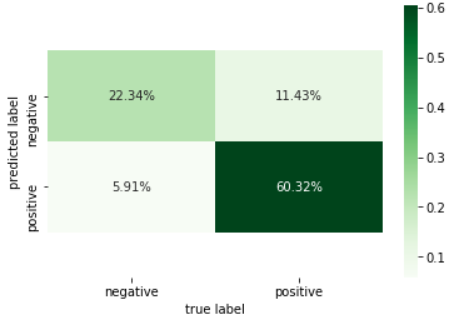 0.6
0.5
0.4
0.3
0.2
0.1
predicted label
negative
positive
22.34% 11.43%
5.91% 60.32%
negative positive
true label